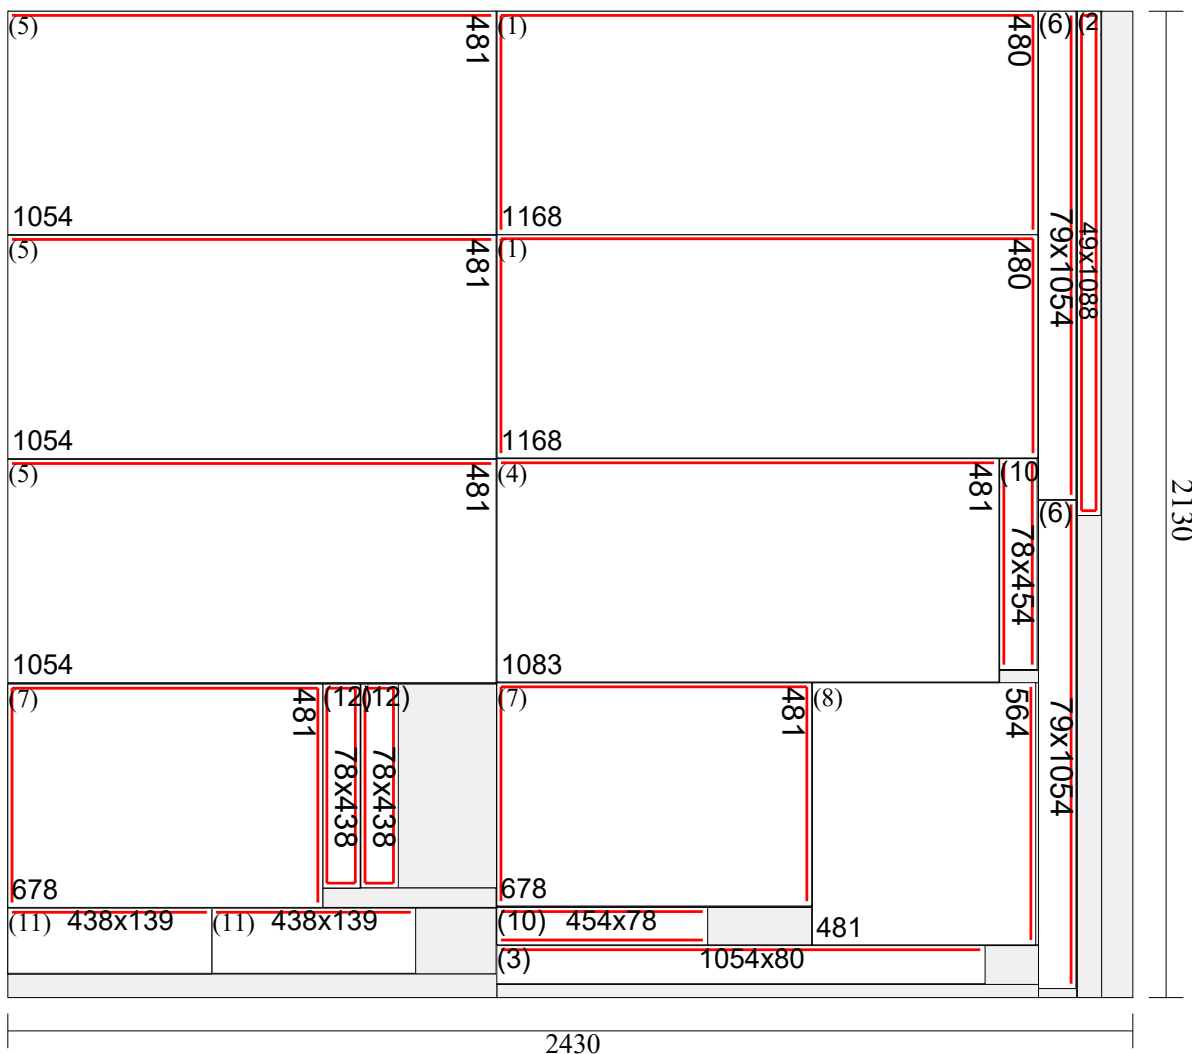 (5) 481
1054
(1) 480
1168
(6)
79x1054
(2
49x1088
(5) 481
1054
(1) 480
1168
(5) 481
1054
(4) 481
1083
(10
78x454
(6)
79x1054
(7) 481
678
(12)
78x438
(12)
78x438
(7) 481
678
(8) 564
481
(11) 438x139
(11) 438x139
(10) 454x78
(3) 1054x80
2130
2430